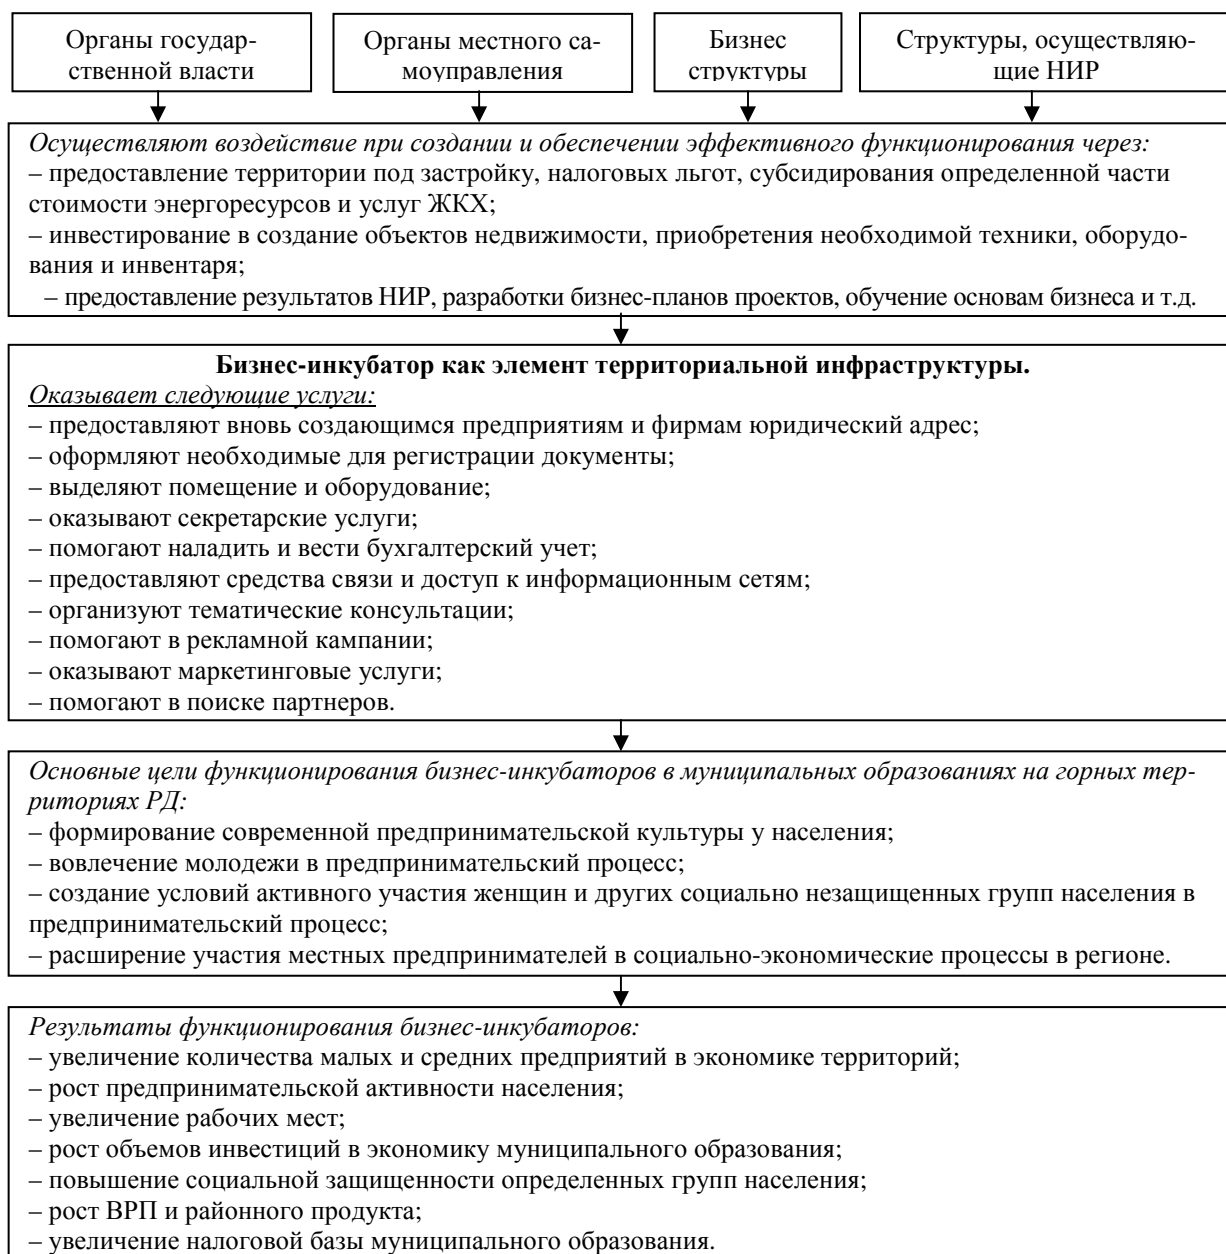 Органы государ-
ственной власти
Органы местного са-
моуправления
Бизнес
структуры
Структуры, осуществляю-
щие НИР
Осуществляют воздействие при создании и обеспечении эффективного функционирования через:
– предоставление территории под застройку, налоговых льгот, субсидирования определенной части
стоимости энергоресурсов и услуг ЖКХ;
– инвестирование в создание объектов недвижимости, приобретения необходимой техники, оборудо-
вания и инвентаря;
– предоставление результатов НИР, разработки бизнес-планов проектов, обучение основам бизнеса и т.д.
Бизнес-инкубатор как элемент территориальной инфраструктуры.
Оказывает следующие услуги:
– предоставляют вновь создающимся предприятиям и фирмам юридический адрес;
– оформляют необходимые для регистрации документы;
– выделяют помещение и оборудование;
– оказывают секретарские услуги;
– помогают наладить и вести бухгалтерский учет;
– предоставляют средства связи и доступ к информационным сетям;
– организуют тематические консультации;
– помогают в рекламной кампании;
– оказывают маркетинговые услуги;
– помогают в поиске партнеров.
Основные цели функционирования бизнес-инкубаторов в муниципальных образованиях на горных тер-
риториях РД:
– формирование современной предпринимательской культуры у населения;
– вовлечение молодежи в предпринимательский процесс;
– создание условий активного участия женщин и других социально незащищенных групп населения в
предпринимательский процесс;
– расширение участия местных предпринимателей в социально-экономические процессы в регионе.
Результаты функционирования бизнес-инкубаторов:
– увеличение количества малых и средних предприятий в экономике территорий;
– рост предпринимательской активности населения;
– увеличение рабочих мест;
– рост объемов инвестиций в экономику муниципального образования;
– повышение социальной защищенности определенных групп населения;
– рост ВРП и районного продукта;
– увеличение налоговой базы муниципального образования.